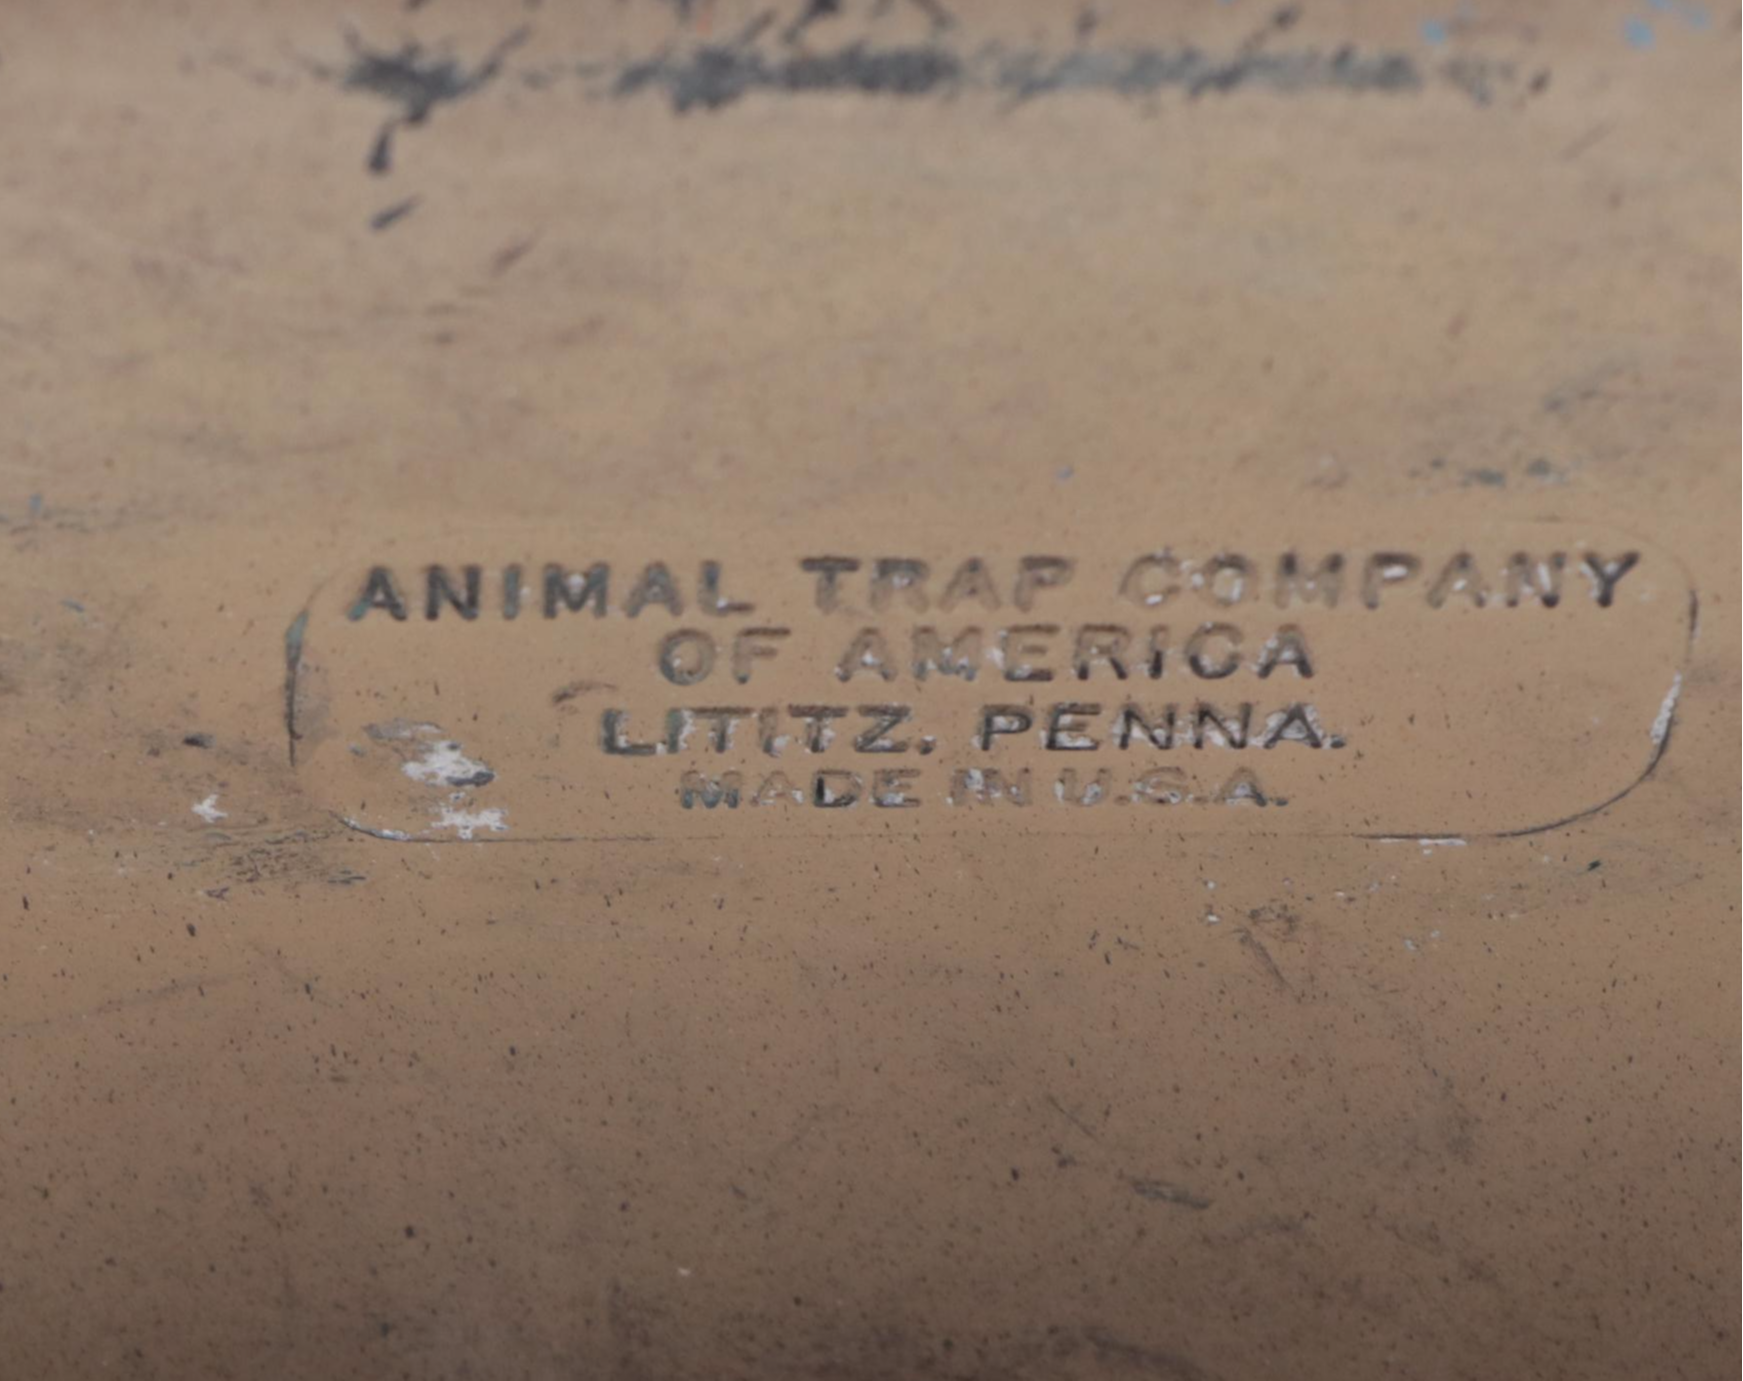 ANIMAL TRAP COMPANY
OF AMERICA
LITITZ, PENNA.
MADE IN U.S.A.